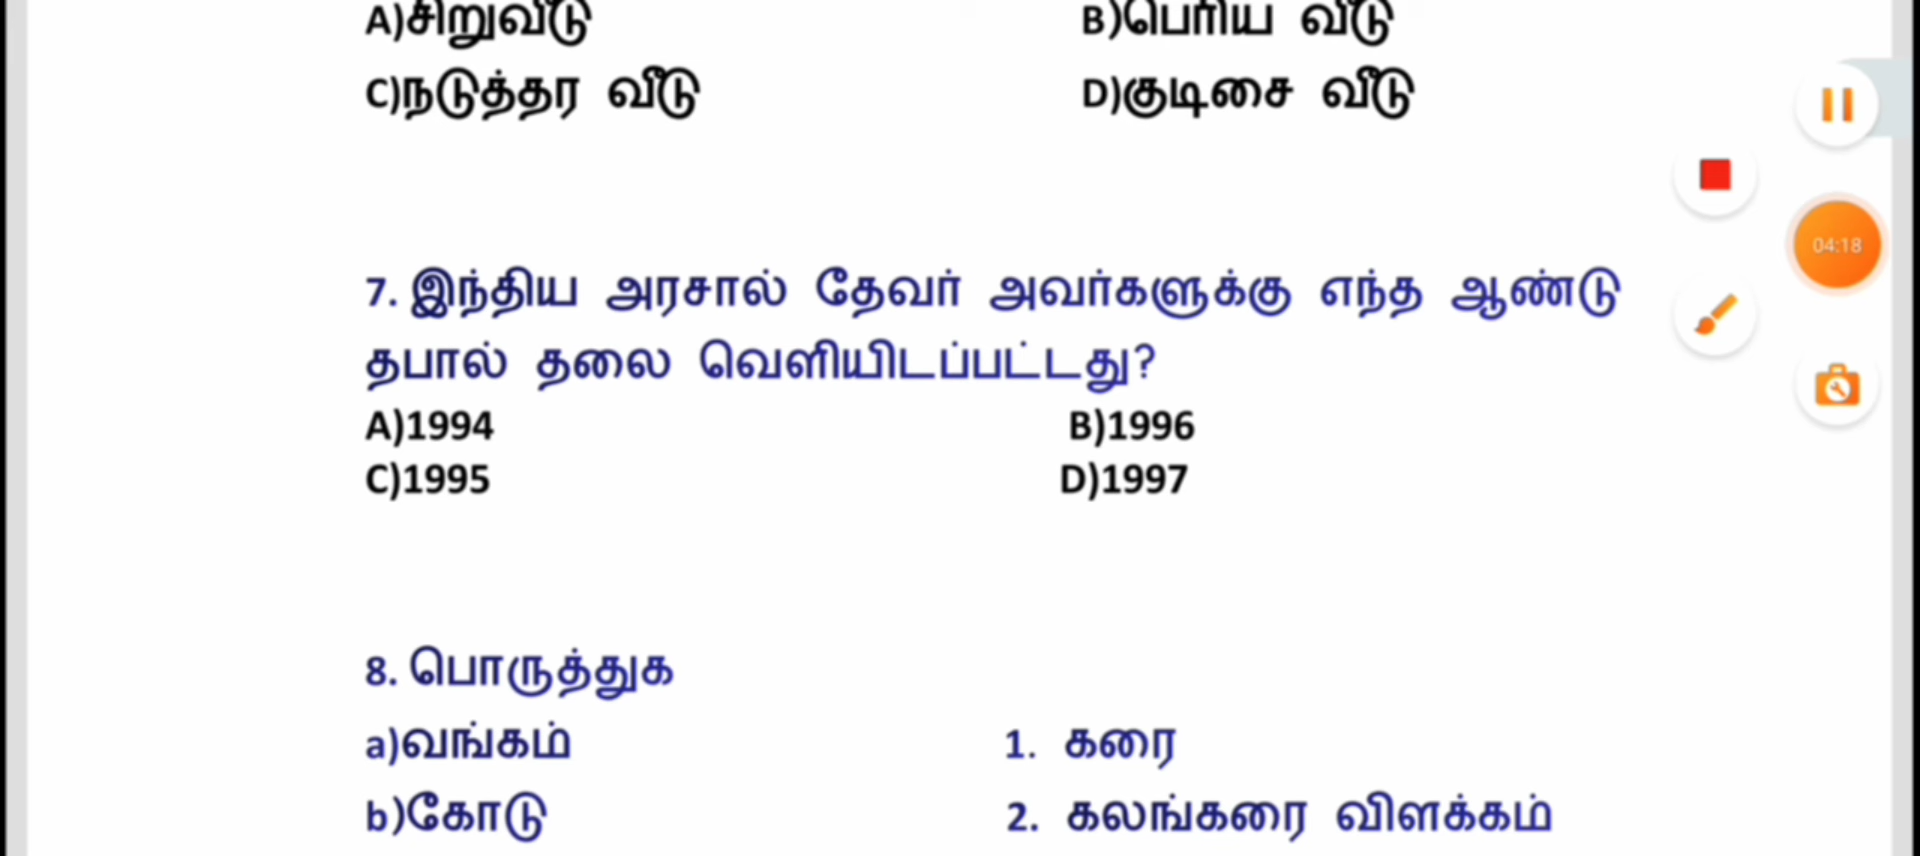 A)சிறுவீடு B)பெரிய வீடு
C)நடுத்தர வீடு D)குடிசை வீடு
7. இந்திய அரசால் தேவர் அவர்களுக்கு எந்த ஆண்டு
தபால் தலை வெளியிடப்பட்டது?
A)1994 B)1996
C)1995 D)1997
8. பொருத்துக
a)வங்கம் 1. கரை
b)கோடு 2. கலங்கரை விளக்கம்
04:18